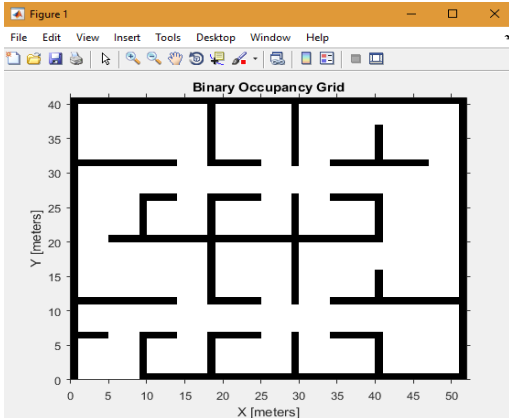 Figure 1
File Edit View Insert Tools Desktop Window Help
Binary Occupancy Grid
40
35
30
25
20
15
10
5
0
Y [meters]
0 5 10 15 20 25 30 35 40 45 50
X [meters]